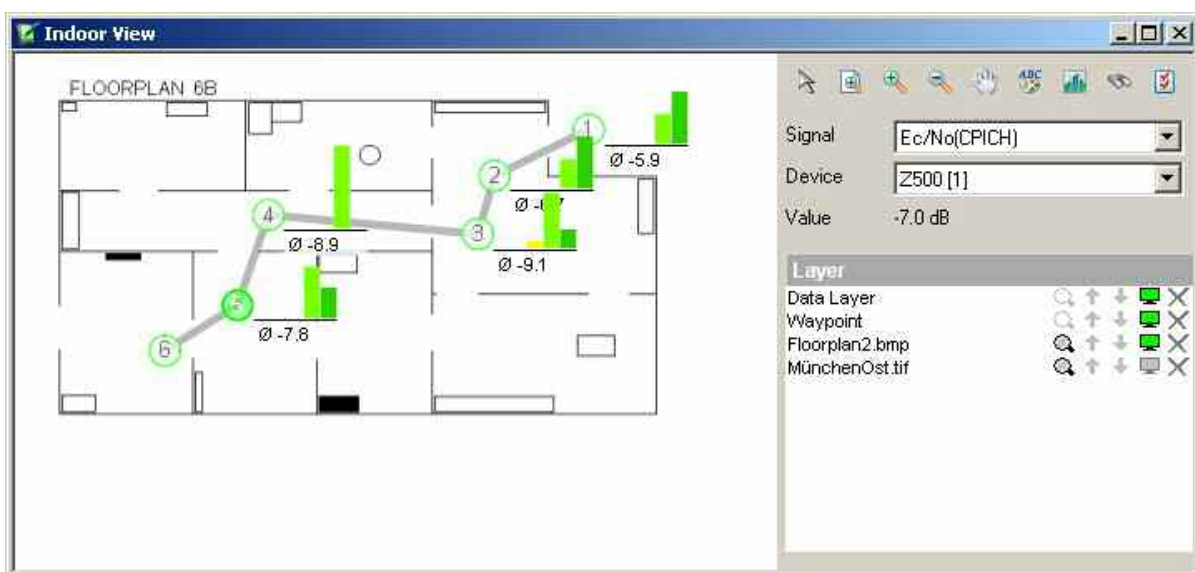 Indoor View
FLOORPLAN 6B
1
Ø -5.9
2
3
Ø -9.1
4
Ø -8.9
5
Ø -7.8
6
ABC
Signal
Ec/No(CPICH)
Device
Z500 [1]
Value
-7.0 dB
Layer
Data Layer
Waypoint
Floorplan2.bmp
MünchenOst.tif